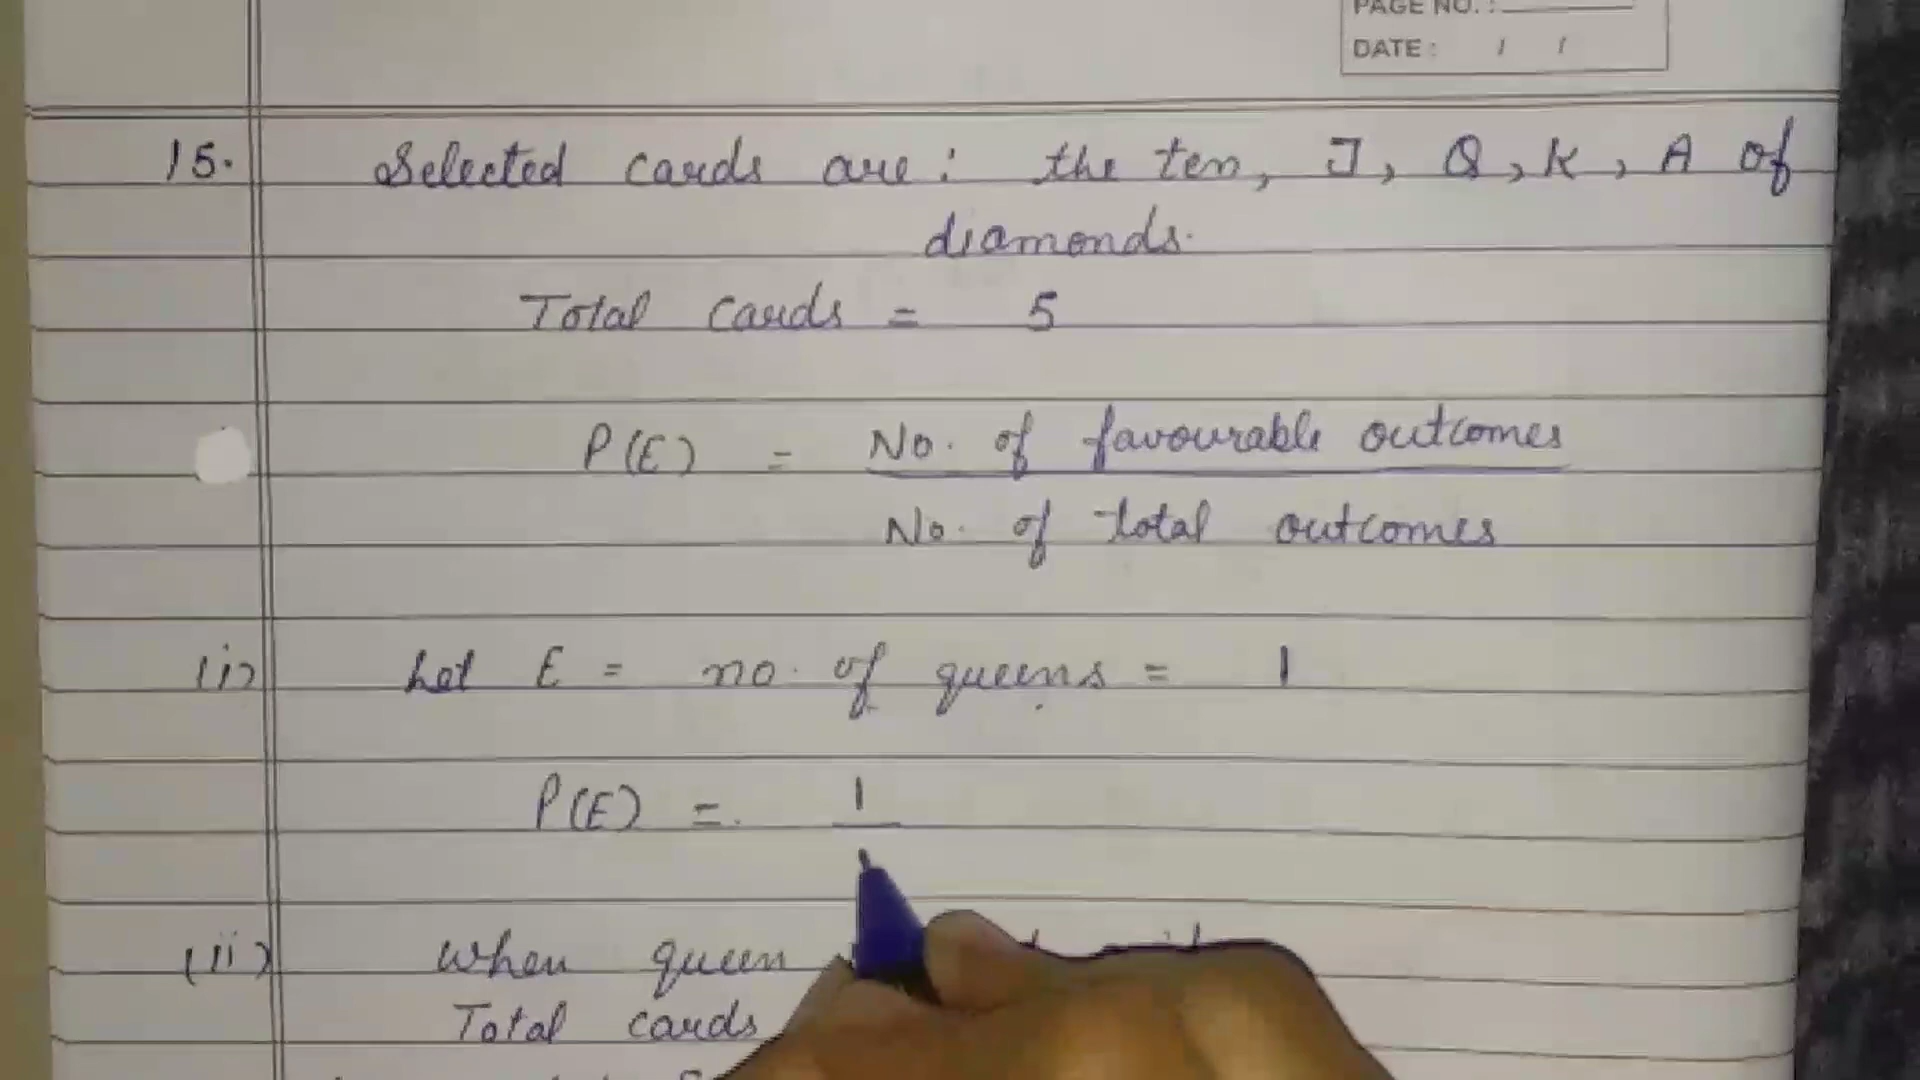 PAGE NO. :
DATE : / /
15. Selected cards are: the ten, J, Q, K, A of
diamonds.
Total cards = 5
P(E) = No. of favourable outcomes
No. of total outcomes
(i) Let E = no. of queens = 1
P(E) = 1
(ii) When queen
Total cards